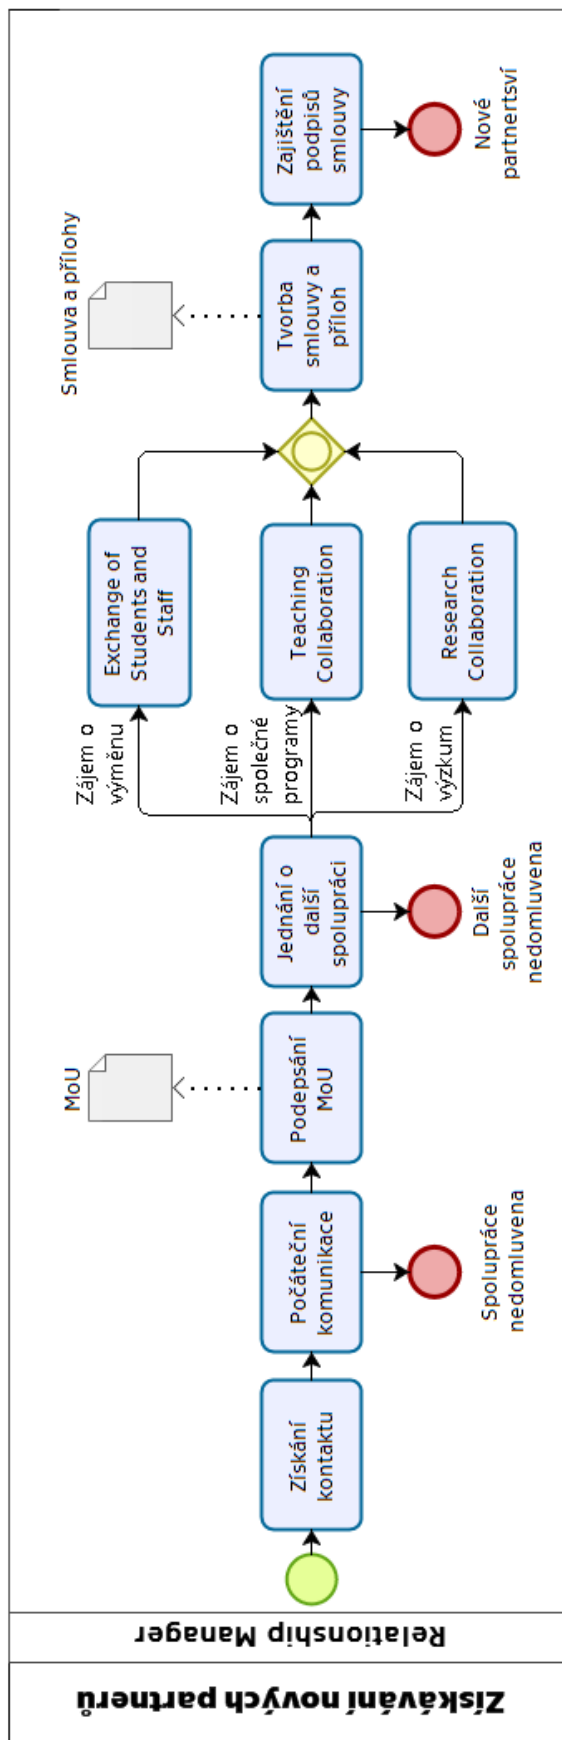 Získávání nových partnerů
Relationship Manager
Získání
kontaktu
Počáteční
komunikace
Spolupráce
nedomluvena
Podepsání
MoU
MoU
Jednání o
další
spolupráci
Další
spolupráce
nedomluvena
Zájem o
výměnu
Zájem o
společné
programy
Zájem o
výzkum
Exchange of
Students and
Staff
Teaching
Collaboration
Research
Collaboration
Tvorba
smlouvy a
příloh
Smlouva a přílohy
Zajištění
podpisů
smlouvy
Nové
partnertsví